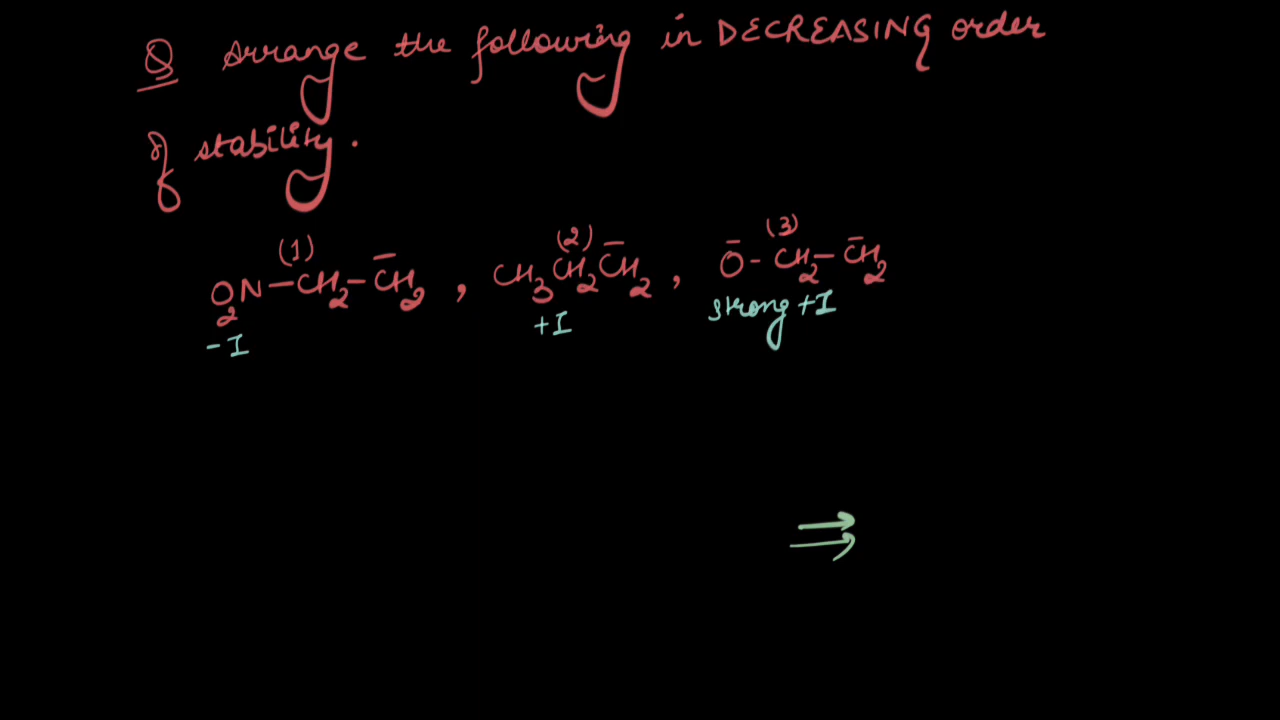 Q Arrange the following in DECREASING order
of stability.
(1) (2) (3)
O₂N-CH₂-C̄H₂ , CH₃CH₂C̄H₂ , Ō-CH₂-C̄H₂
-I +I strong +I
⇒